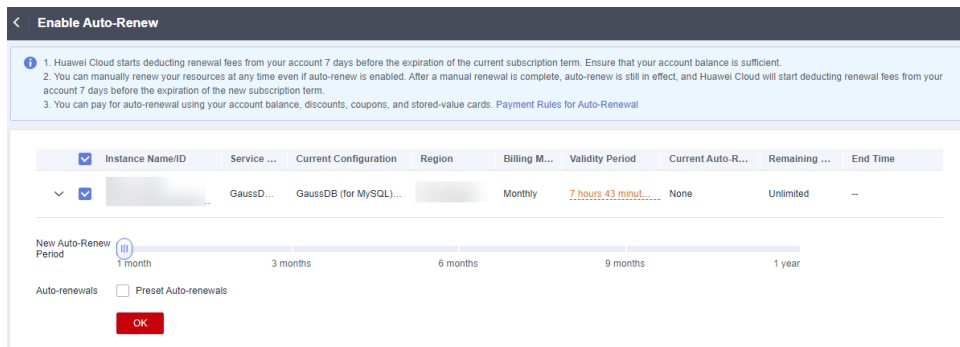 Enable Auto-Renew
1. Huawei Cloud starts deducting renewal fees from your account 7 days before the expiration of the current subscription term. Ensure that your account balance is sufficient.
2. You can manually renew your resources at any time even if auto-renew is enabled. After a manual renewal is complete, auto-renew is still in effect, and Huawei Cloud will start deducting renewal fees from your
account 7 days before the expiration of the new subscription term.
3. You can pay for auto-renewal using your account balance, discounts, coupons, and stored-value cards. Payment Rules for Auto-Renewal
Instance Name/ID Service ... Current Configuration Region Billing M... Validity Period Current Auto-R... Remaining ... End Time
GaussD... GaussDB (for MySQL)... Monthly 7 hours 43 minut... None Unlimited --
New Auto-Renew
Period
1 month 3 months 6 months 9 months 1 year
Auto-renewals Preset Auto-renewals
OK